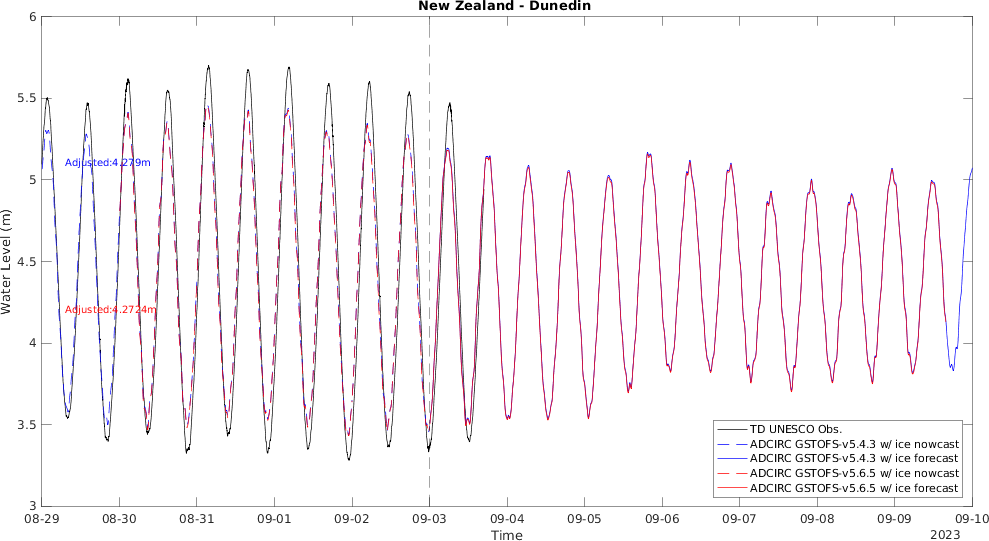 New Zealand - Dunedin
6
5.5
5
4.5
4
3.5
3
Water Level (m)
Adjusted:4.279m
Adjusted:4.2724m
TD UNESCO Obs.
ADCIRC GSTOFS-v5.4.3 w/ ice nowcast
ADCIRC GSTOFS-v5.4.3 w/ ice forecast
ADCIRC GSTOFS-v5.6.5 w/ ice nowcast
ADCIRC GSTOFS-v5.6.5 w/ ice forecast
08-29 08-30 08-31 09-01 09-02 09-03 09-04 09-05 09-06 09-07 09-08 09-09 09-10
Time
2023